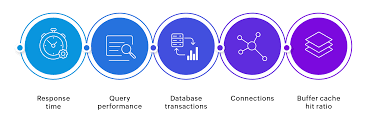 Response
time
Query
performance
Database
transactions
Connections
Buffer cache
hit ratio